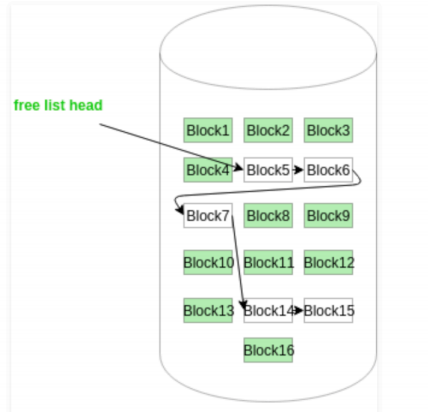 free list head
Block1 Block2 Block3
Block4 Block5 Block6
Block7 Block8 Block9
Block10 Block11 Block12
Block13 Block14 Block15
Block16